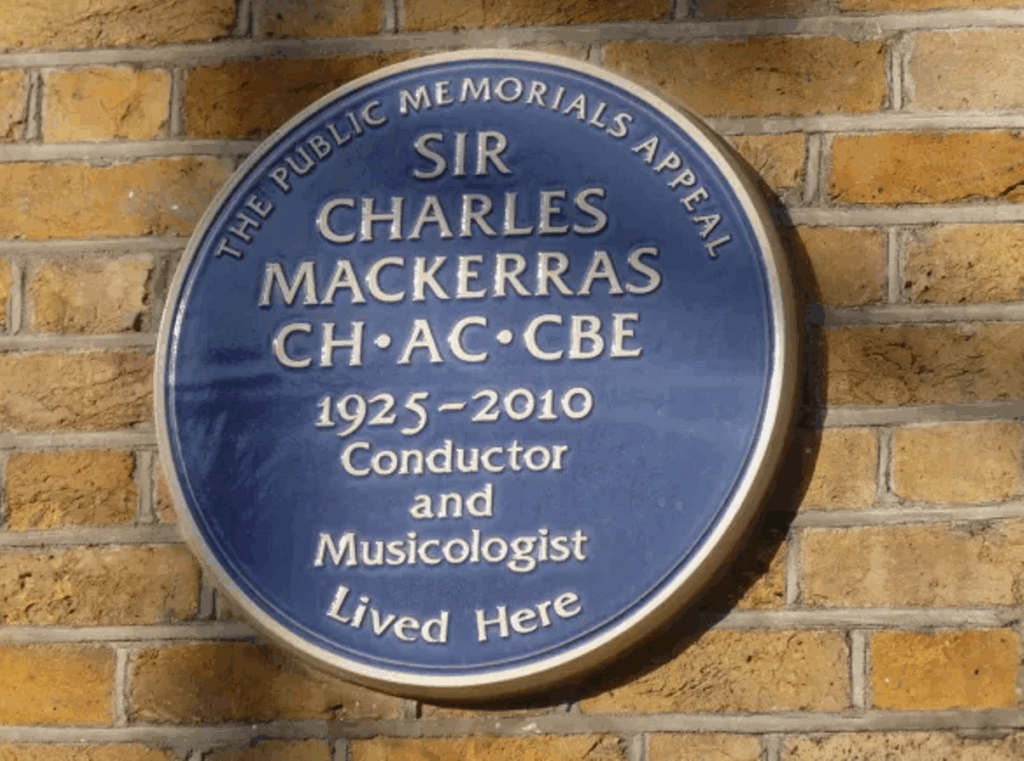 THE PUBLIC MEMORIALS APPEAL
SIR
CHARLES
MACKERRAS
CH·AC·CBE
1925-2010
Conductor
and
Musicologist
Lived Here